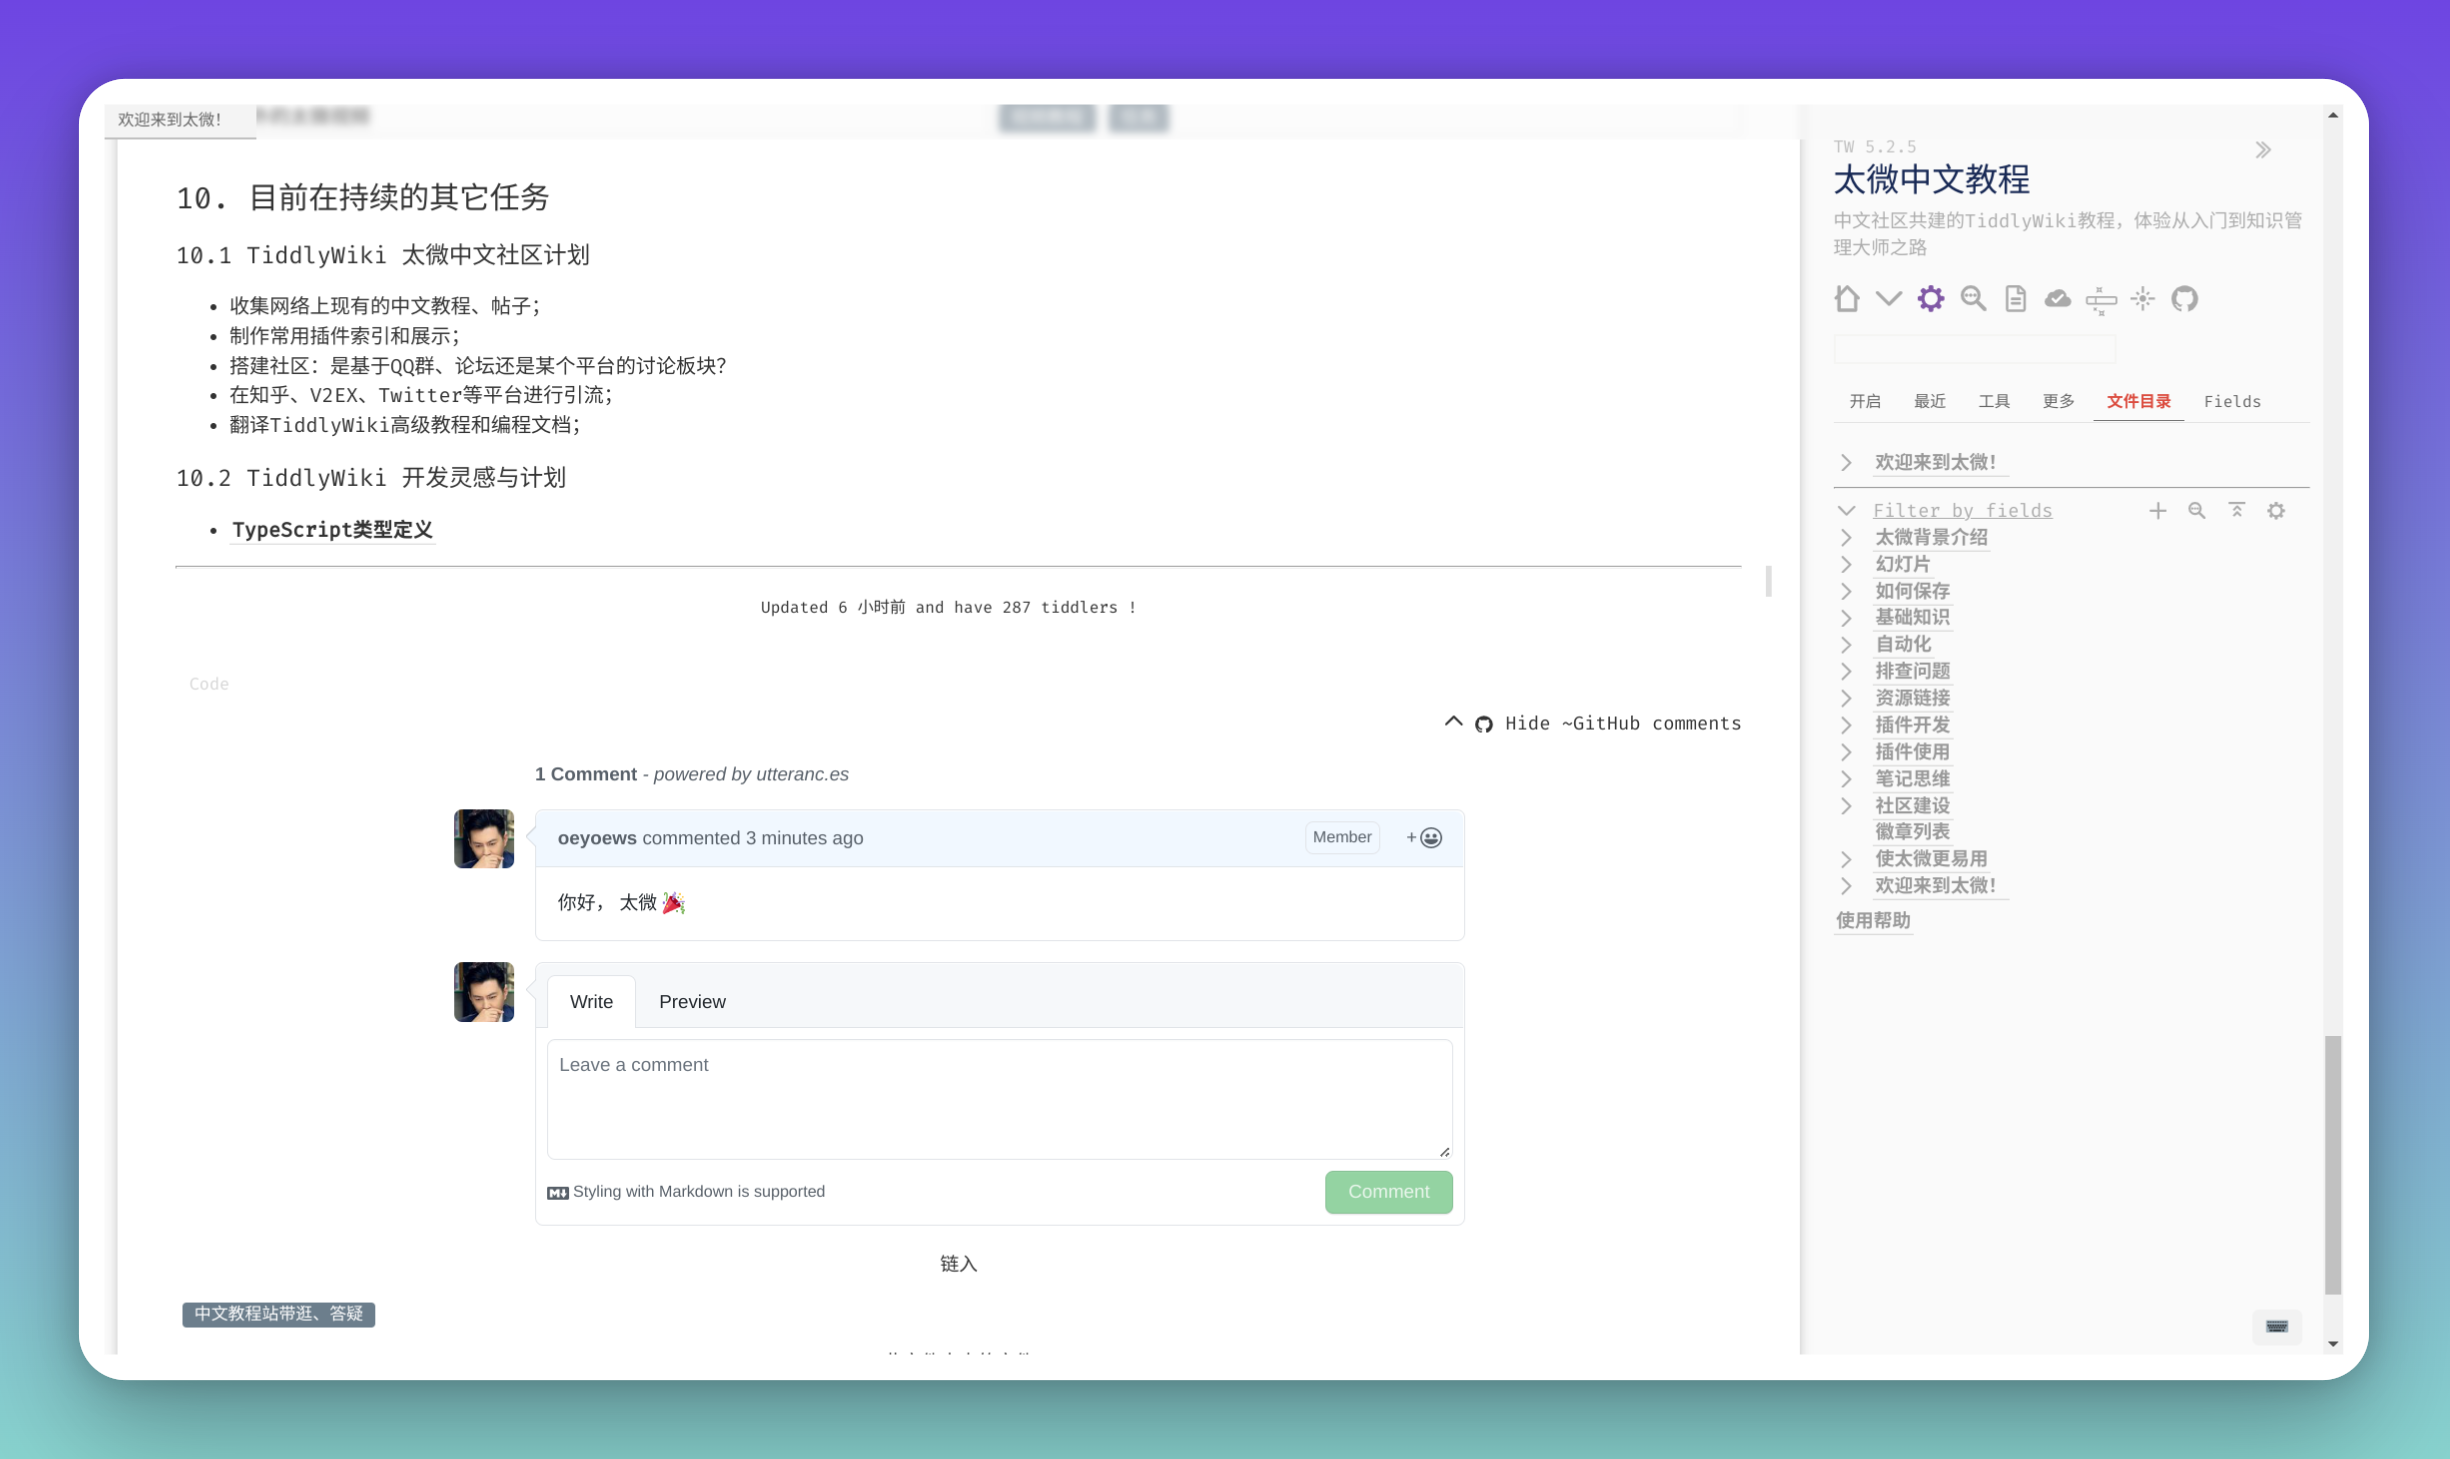 欢迎来到太微！
10. 目前在持续的其它任务
10.1 TiddlyWiki 太微中文社区计划
• 收集网络上现有的中文教程、帖子；
• 制作常用插件索引和展示；
• 搭建社区：是基于QQ群、论坛还是某个平台的讨论板块？
• 在知乎、V2EX、Twitter等平台进行引流；
• 翻译TiddlyWiki高级教程和编程文档；
10.2 TiddlyWiki 开发灵感与计划
• TypeScript类型定义
Updated 6 小时前 and have 287 tiddlers !
Code
Hide ~GitHub comments
1 Comment - powered by utteranc.es
oeyoews commented 3 minutes ago
Member
+
你好， 太微 🎉
Write
Preview
Leave a comment
Styling with Markdown is supported
Comment
链入
中文教程站带逛、答疑
TW 5.2.5
太微中文教程
中文社区共建的TiddlyWiki教程，体验从入门到知识管
理大师之路
开启 最近 工具 更多 文件目录 Fields
欢迎来到太微！
Filter by fields
太微背景介绍
幻灯片
如何保存
基础知识
自动化
排查问题
资源链接
插件开发
插件使用
笔记思维
社区建设
徽章列表
使太微更易用
欢迎来到太微！
使用帮助